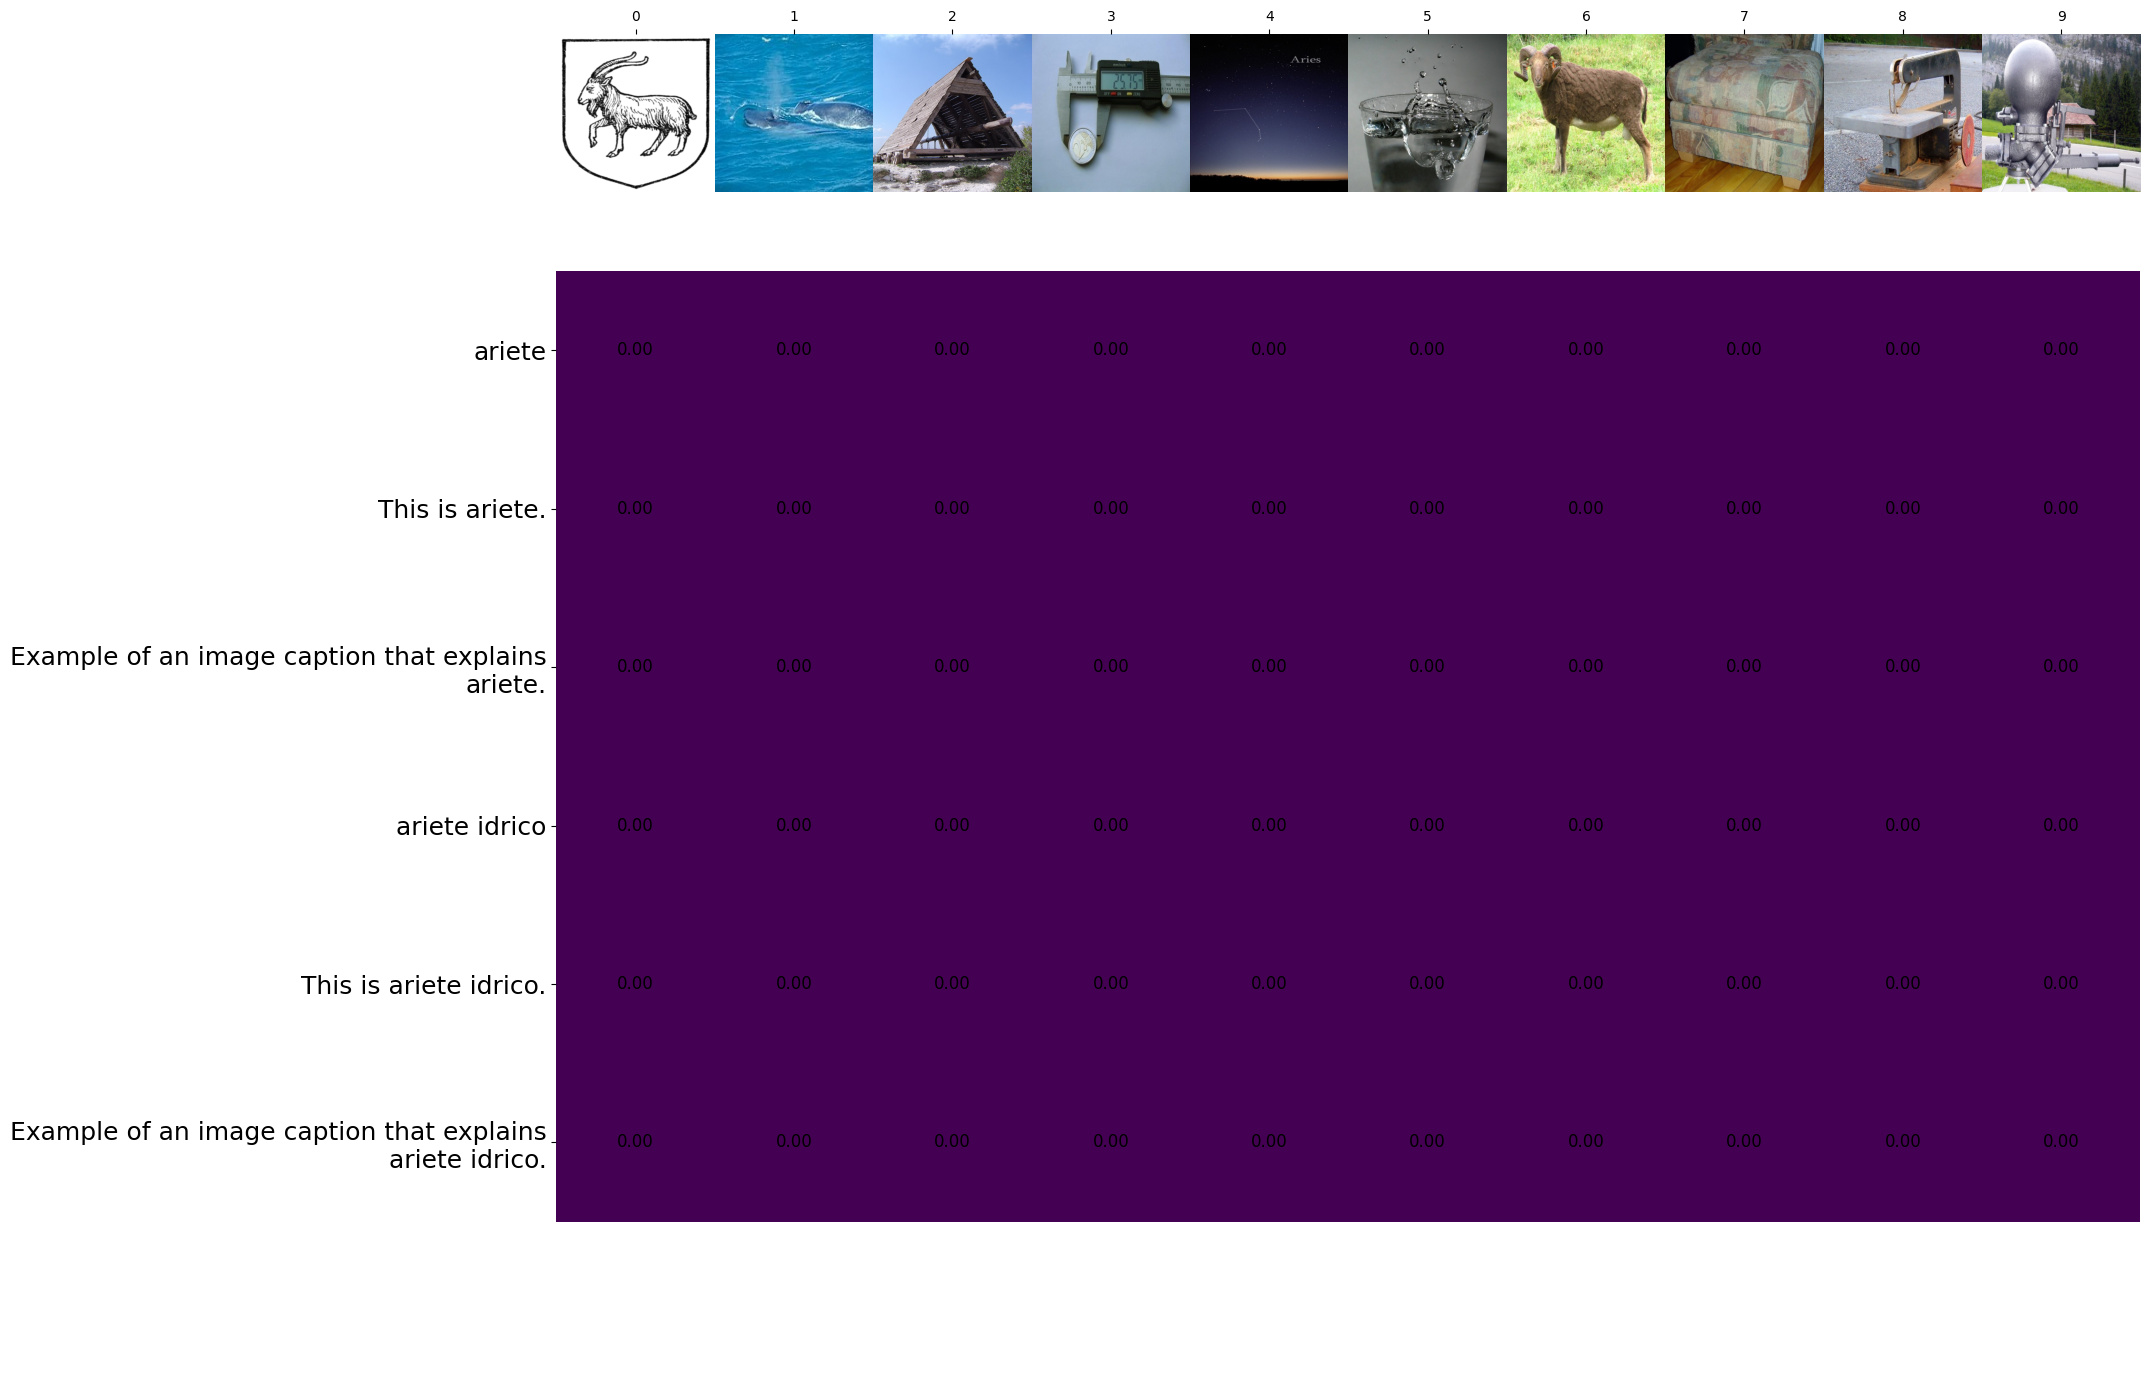 0 1 2 3 4 5 6 7 8 9
Aries
ariete 0.00 0.00 0.00 0.00 0.00 0.00 0.00 0.00 0.00 0.00
This is ariete. 0.00 0.00 0.00 0.00 0.00 0.00 0.00 0.00 0.00 0.00
Example of an image caption that explains
ariete. 0.00 0.00 0.00 0.00 0.00 0.00 0.00 0.00 0.00 0.00
ariete idrico 0.00 0.00 0.00 0.00 0.00 0.00 0.00 0.00 0.00 0.00
This is ariete idrico. 0.00 0.00 0.00 0.00 0.00 0.00 0.00 0.00 0.00 0.00
Example of an image caption that explains
ariete idrico. 0.00 0.00 0.00 0.00 0.00 0.00 0.00 0.00 0.00 0.00